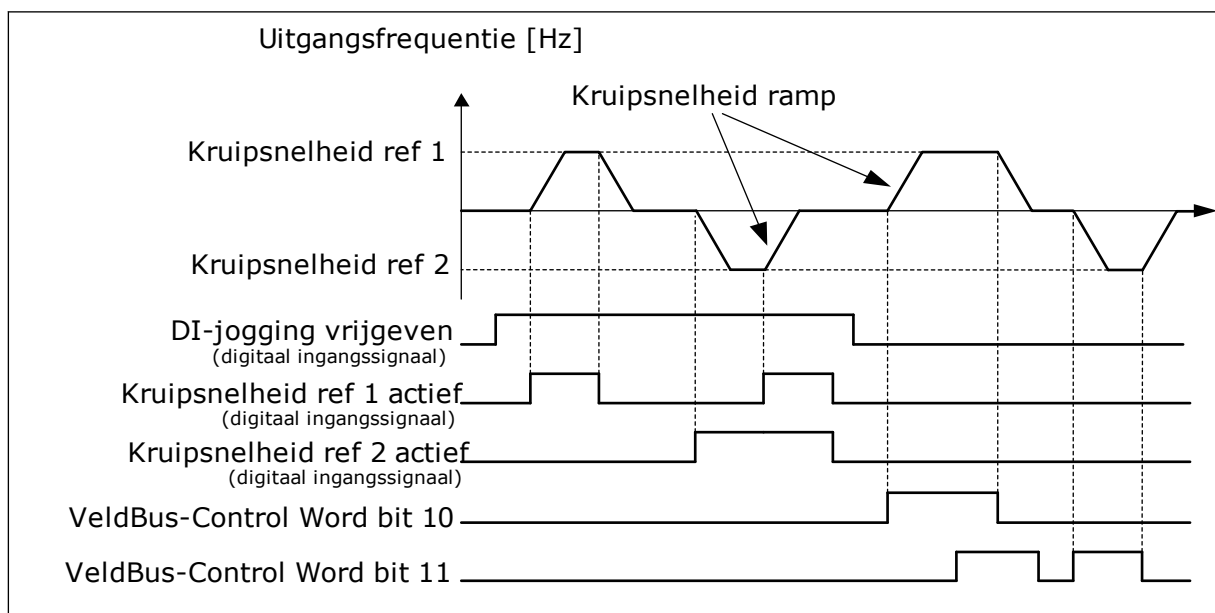 Uitgangsfrequentie [Hz]
Kruipsnelheid ramp
Kruipsnelheid ref 1
Kruipsnelheid ref 2
DI-jogging vrijgeven
(digitaal ingangssignaal)
Kruipsnelheid ref 1 actief
(digitaal ingangssignaal)
Kruipsnelheid ref 2 actief
(digitaal ingangssignaal)
VeldBus-Control Word bit 10
VeldBus-Control Word bit 11